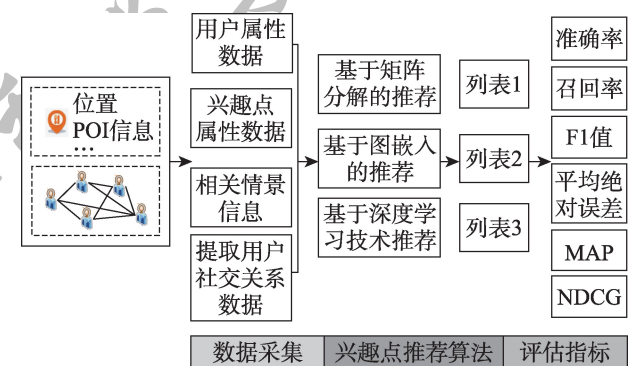 位置
POI信息
…
用户属性
数据
兴趣点
属性数据
相关情景
信息
提取用户
社交关系
数据
基于矩阵
分解的推荐
基于图嵌入
的推荐
基于深度学
习技术推荐
列表1
列表2
列表3
准确率
召回率
F1值
平均绝
对误差
MAP
NDCG
数据采集
兴趣点推荐算法
评估指标